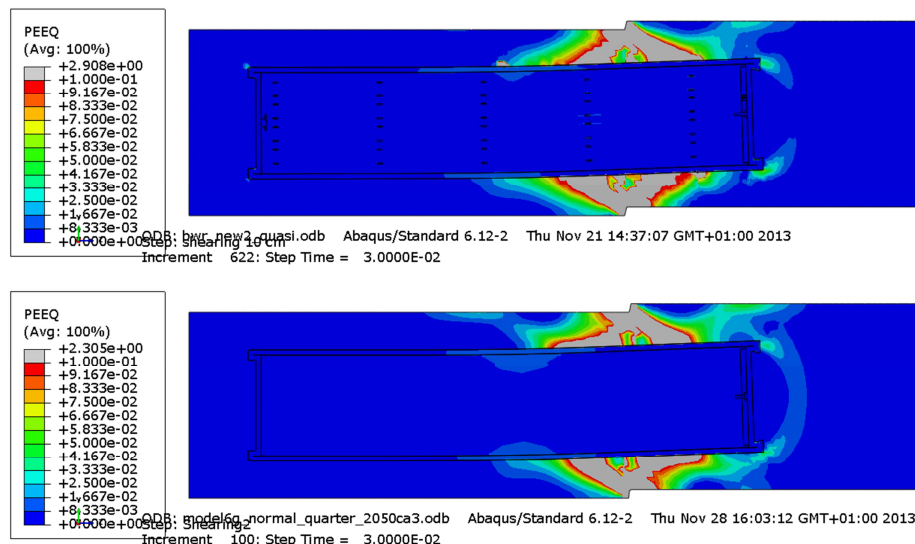 PEEQ
(Avg: 100%)
+2.908e+00
+1.000e-01
+9.167e-02
+8.333e-02
+7.500e-02
+6.667e-02
+5.833e-02
+5.000e-02
+4.167e-02
+3.333e-02
+2.500e-02
+1.667e-02
+8.333e-03
+0.000e+00
ODB: bwr_new2_quasi.odb Abaqus/Standard 6.12-2 Thu Nov 21 14:37:07 GMT+01:00 2013
Step: shearing 10 cm
Increment 622: Step Time = 3.0000E-02
PEEQ
(Avg: 100%)
+2.305e+00
+1.000e-01
+9.167e-02
+8.333e-02
+7.500e-02
+6.667e-02
+5.833e-02
+5.000e-02
+4.167e-02
+3.333e-02
+2.500e-02
+1.667e-02
+8.333e-03
+0.000e+00
ODB: model6g_normal_quarter_2050ca3.odb Abaqus/Standard 6.12-2 Thu Nov 28 16:03:12 GMT+01:00 2013
Step: Shearing2
Increment 100: Step Time = 3.0000E-02